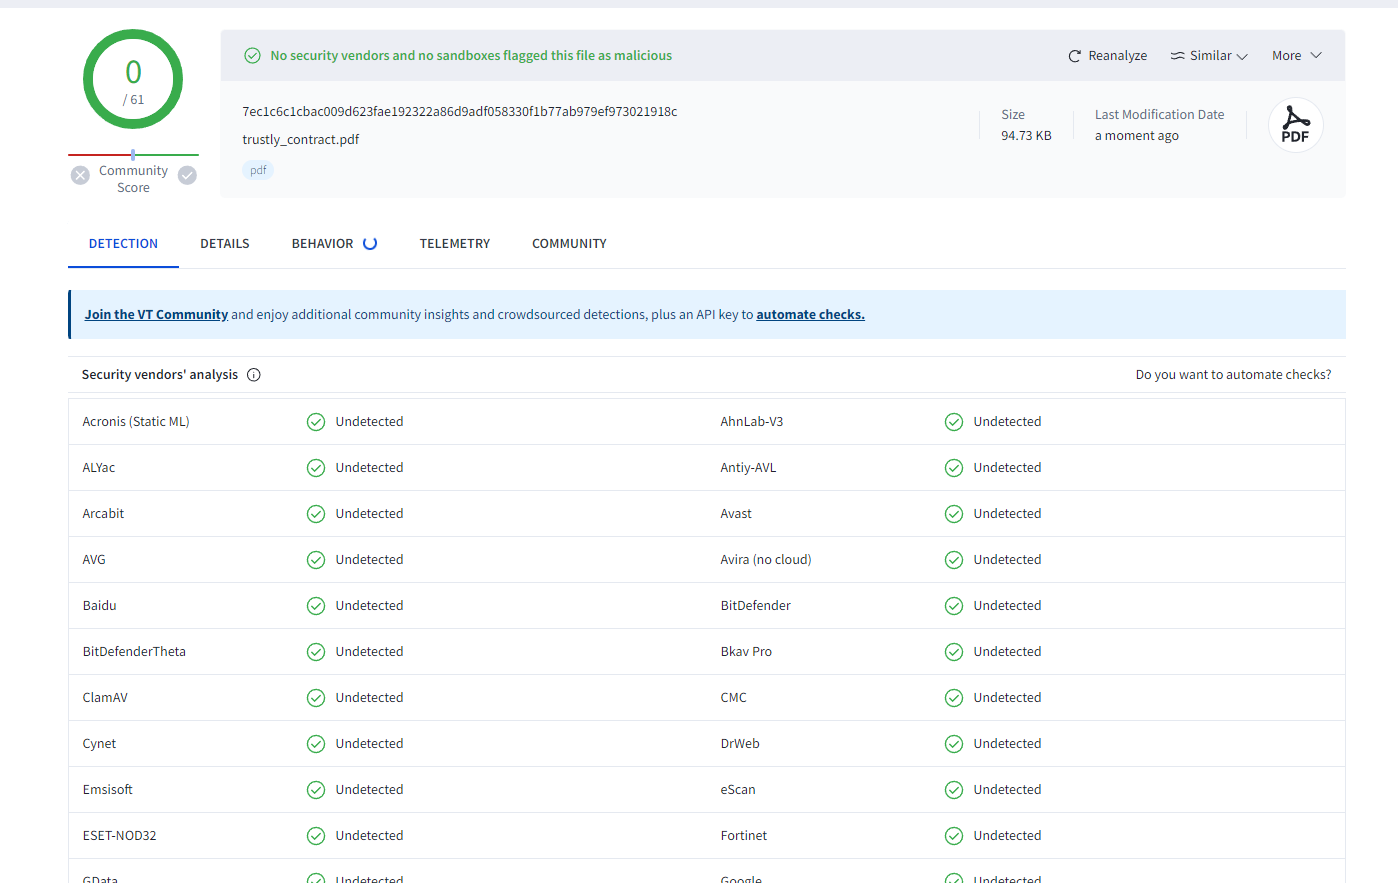 0
/ 61
Community
Score
No security vendors and no sandboxes flagged this file as malicious
Reanalyze
Similar
More
7ec1c6c1cbac009d623fae192322a86d9adf058330f1b77ab979ef973021918c
trustly_contract.pdf
pdf
Size
94.73 KB
Last Modification Date
a moment ago
PDF
DETECTION
DETAILS
BEHAVIOR
TELEMETRY
COMMUNITY
Join the VT Community and enjoy additional community insights and crowdsourced detections, plus an API key to automate checks.
Security vendors' analysis
Do you want to automate checks?
Acronis (Static ML) Undetected AhnLab-V3 Undetected
ALYac Undetected Antiy-AVL Undetected
Arcabit Undetected Avast Undetected
AVG Undetected Avira (no cloud) Undetected
Baidu Undetected BitDefender Undetected
BitDefenderTheta Undetected Bkav Pro Undetected
ClamAV Undetected CMC Undetected
Cynet Undetected DrWeb Undetected
Emsisoft Undetected eScan Undetected
ESET-NOD32 Undetected Fortinet Undetected
GData Undetected Google Undetected